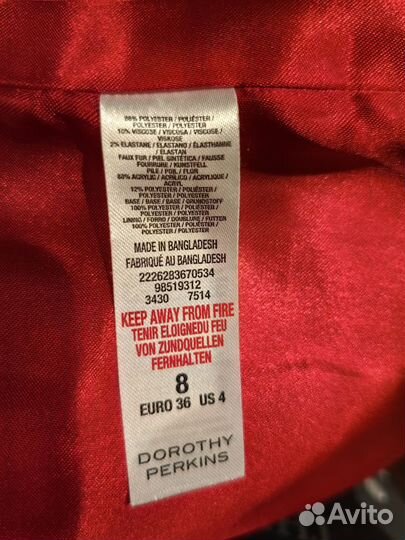 88% POLYESTER / POLIÉSTER /
POLYESTER / POLYESTER
10% VISCOSE / VISCOSA / VISCOSE /
VISKOSE
2% ELASTANE / ELASTANO / ÉLASTHANNE
/ ELASTAN
FAUX FUR / PIEL SINTÉTICA / FAUSSE
FOURRURE / KUNSTFELL
PILE / POIL / FLOR
88% ACRYLIC / ACRÍLICO / ACRYLIQUE /
ACRYL
12% POLYESTER / POLIÉSTER /
POLYESTER / POLYESTER
BASE / BASE / BASE / GRUNDSTOFF
100% POLYESTER / POLIÉSTER /
POLYESTER / POLYESTER
LINING / FORRO / DOUBLURE / FUTTER
100% POLYESTER / POLIÉSTER /
POLYESTER / POLYESTER
MADE IN BANGLADESH
FABRIQUÉ AU BANGLADESH
2226283670534
98519312
3430 7514
KEEP AWAY FROM FIRE
TENIR ELOIGNEDU FEU
VON ZUNDQUELLEN
FERNHALTEN
8
EURO 36 US 4
DOROTHY
PERKINS
Avito